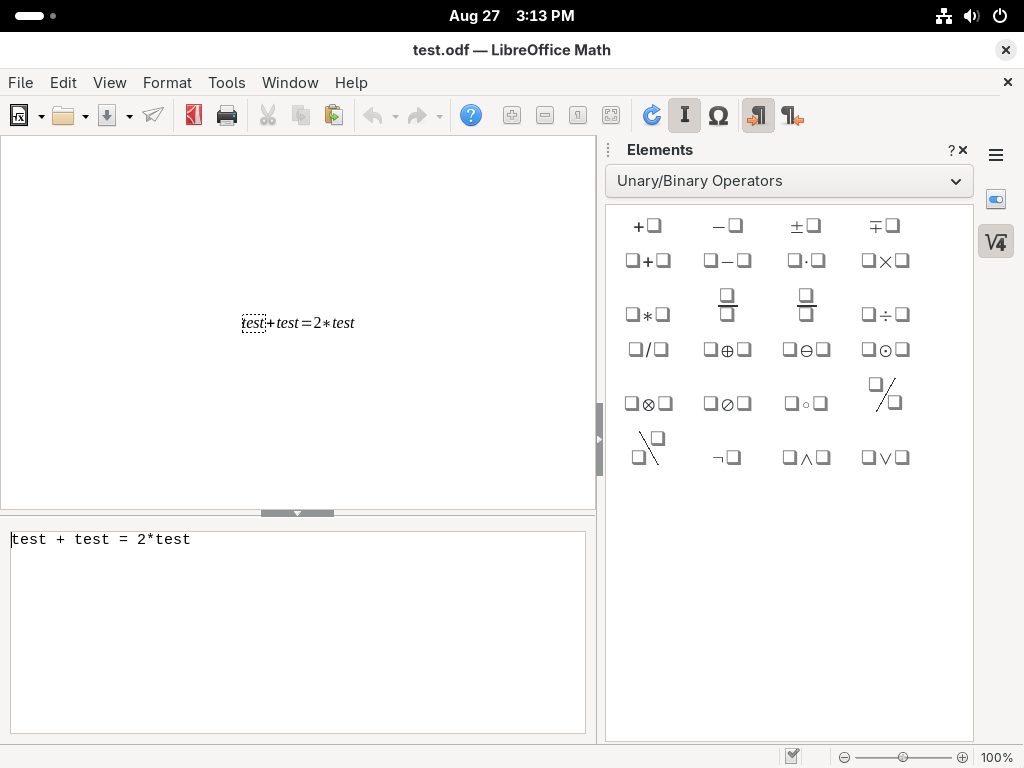 Aug 27 3:13 PM
test.odf — LibreOffice Math
File Edit View Format Tools Window Help
Elements
Unary/Binary Operators
+❏ −❏ ±❏ ∓❏
❏+❏ ❏−❏ ❏·❏ ❏×❏
❏∗❏ ❏/❏ ❏/❏ ❏÷❏
❏/❏ ❏⊕❏ ❏⊖❏ ❏⊙❏
❏⊗❏ ❏⊘❏ ❏∘❏ ❏/❏
❏\❏ ¬❏ ❏∧❏ ❏∨❏
test+test=2∗test
test + test = 2*test
100%